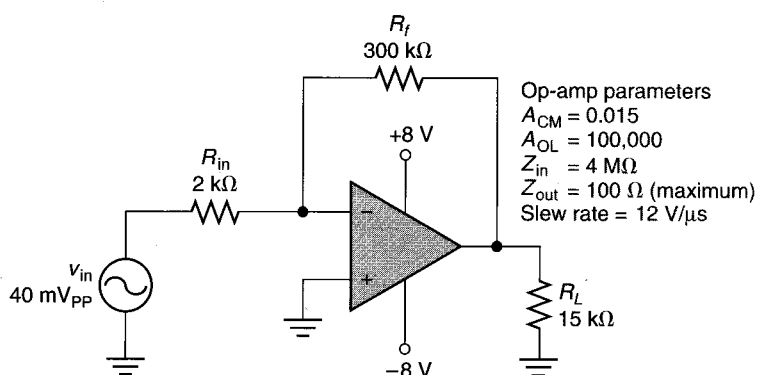 R_f
300 kΩ
Op-amp parameters
A_CM = 0.015
A_OL = 100,000
Z_in = 4 MΩ
Z_out = 100 Ω (maximum)
Slew rate = 12 V/μs
+8 V
R_in
2 kΩ
−
+
v_in
40 mV_PP
R_L
15 kΩ
−8 V